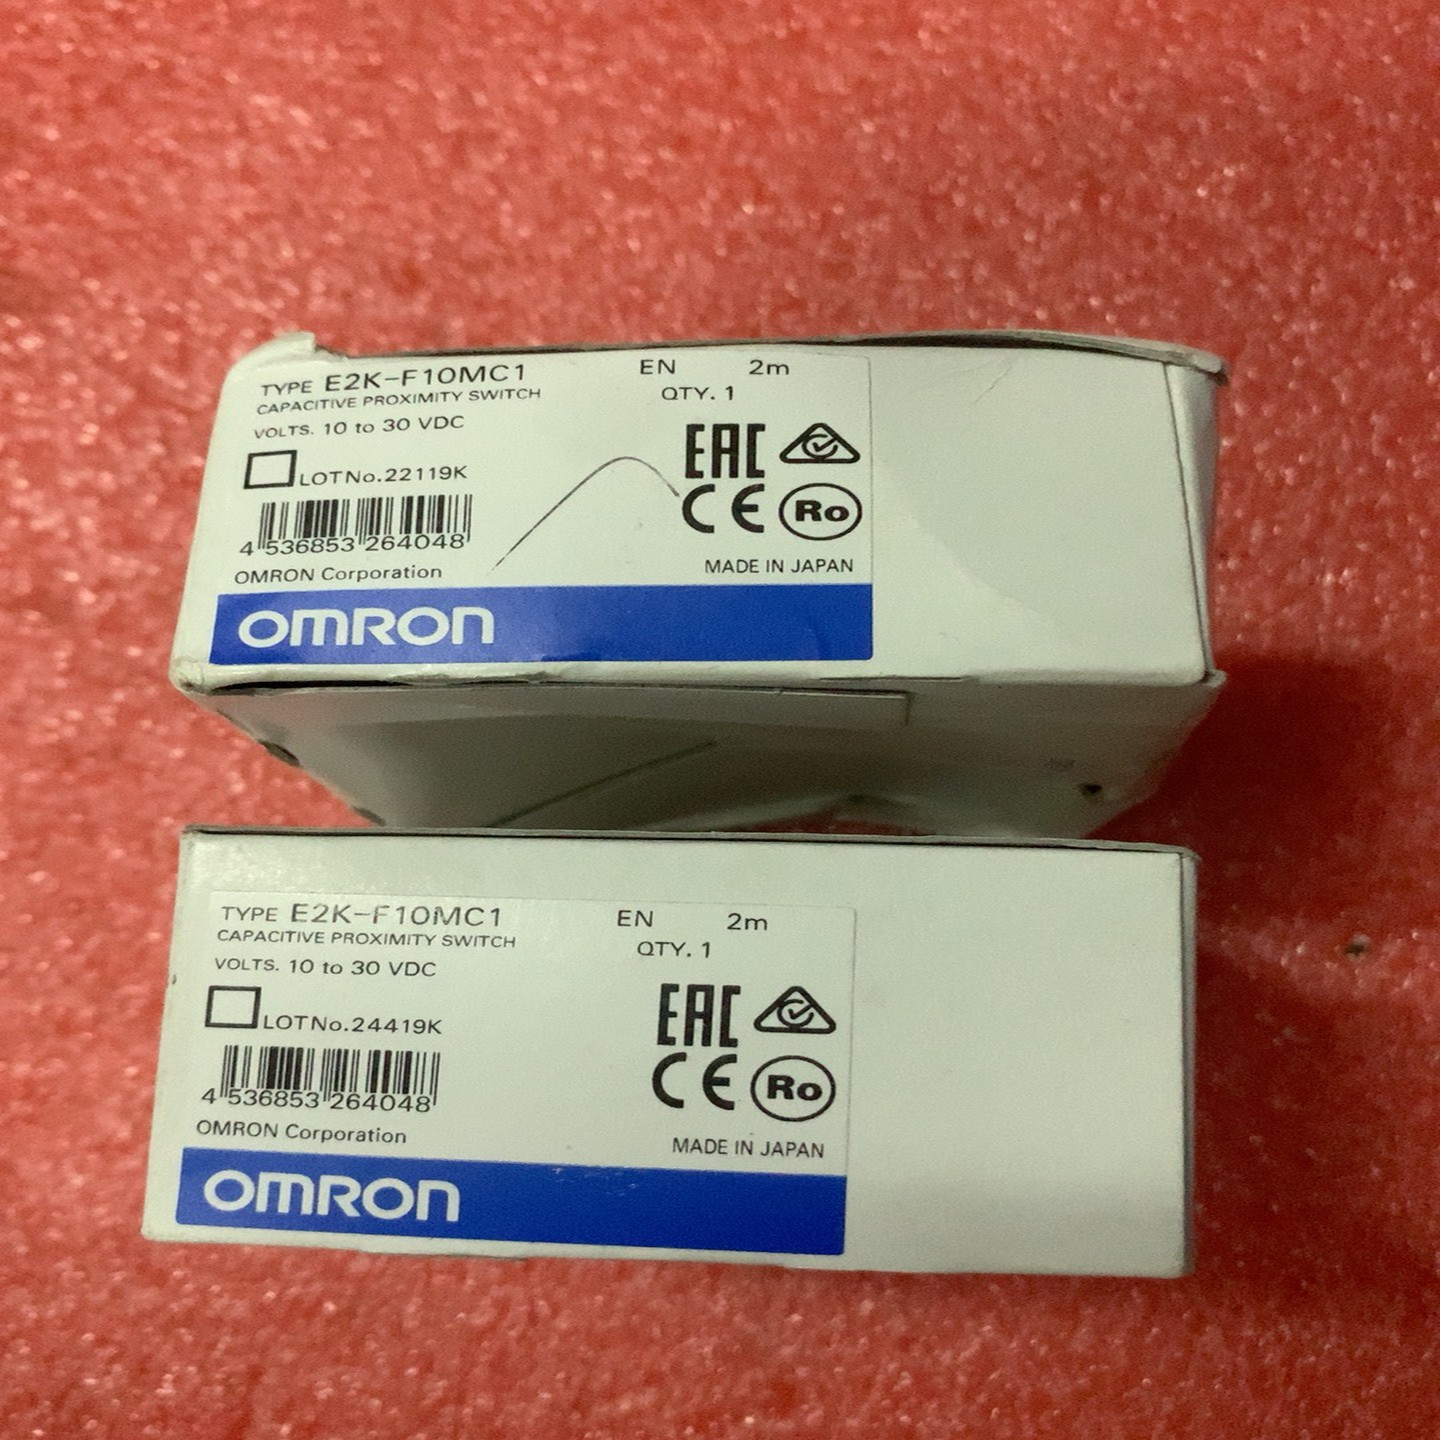 TYPE E2K-F10MC1 EN 2m
CAPACITIVE PROXIMITY SWITCH QTY. 1
VOLTS. 10 to 30 VDC
EAC
LOTNo.22119K
CE Ro
4 536853 264048
OMRON Corporation MADE IN JAPAN
OMRON
TYPE E2K-F10MC1 EN 2m
CAPACITIVE PROXIMITY SWITCH QTY. 1
VOLTS. 10 to 30 VDC
EAC
LOTNo.24419K
CE Ro
4 536853 264048
OMRON Corporation MADE IN JAPAN
OMRON